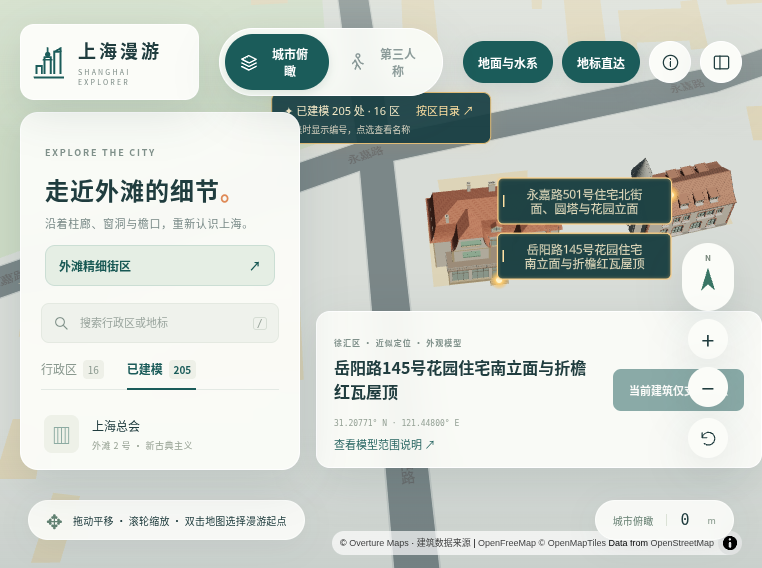 上海漫游
SHANGHAI
EXPLORER
城市俯
瞰
第三人
称
地面与水系
地标直达
已建模 205 处 · 16 区 按区目录 ↗
时显示编号，点选查看名称
永嘉路
永嘉路
EXPLORE THE CITY
走近外滩的细节。
沿着柱廊、窗洞与檐口，重新认识上海。
外滩精细街区 ↗
搜索行政区或地标 /
行政区 16 已建模 205
上海总会
外滩 2 号 · 新古典主义
永嘉路501号住宅北街
面、圆塔与花园立面
岳阳路145号花园住宅
南立面与折檐红瓦屋顶
N
徐汇区 · 近似定位 · 外观模型
岳阳路145号花园住宅南立面与折檐
红瓦屋顶
31.20771° N · 121.44800° E
查看模型范围说明 ↗
当前建筑仅
+
−
路
拖动平移 · 滚轮缩放 · 双击地图选择漫游起点
城市俯瞰 0 m
© Overture Maps · 建筑数据来源 | OpenFreeMap © OpenMapTiles Data from OpenStreetMap